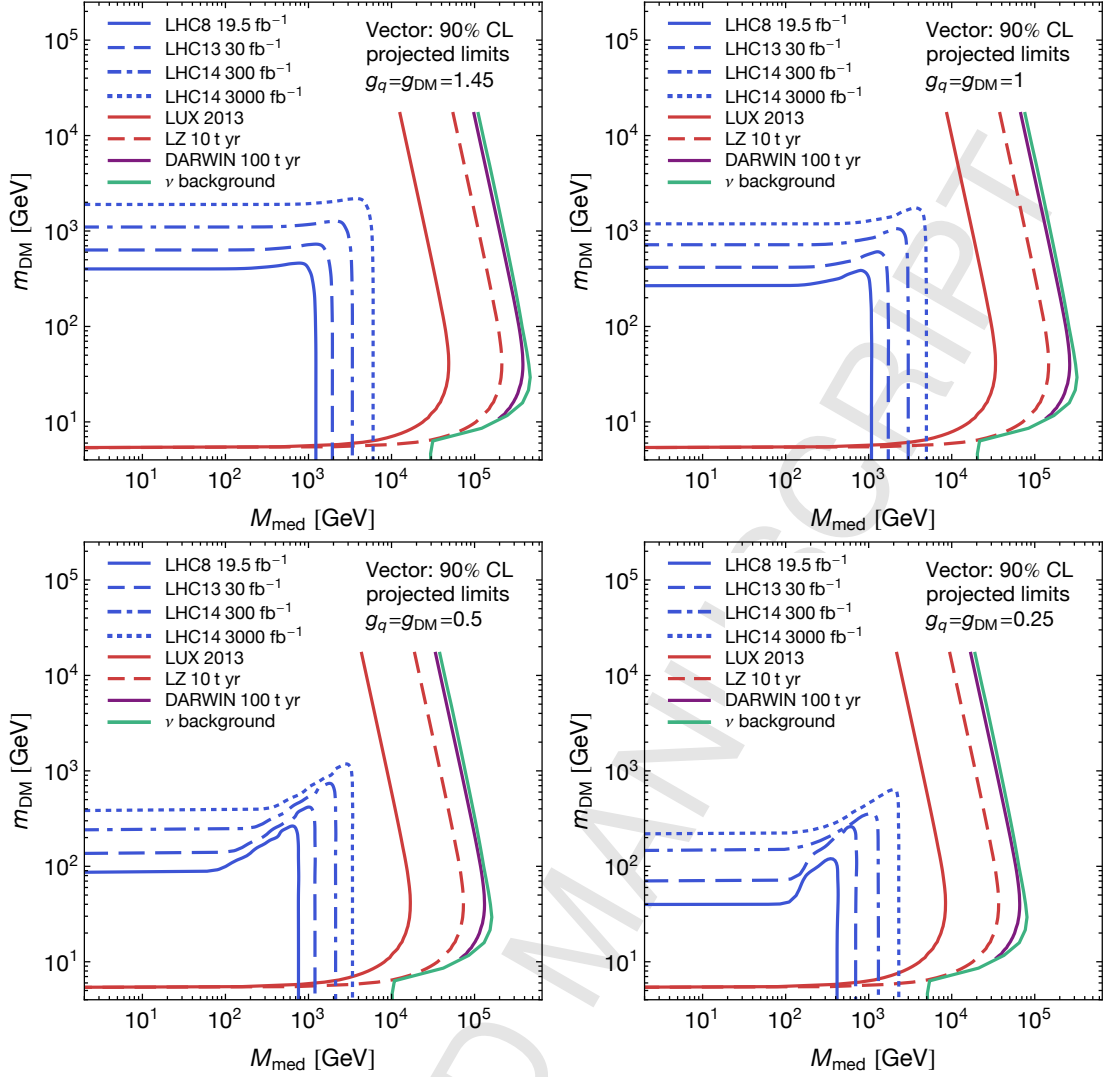 LHC8 19.5 fb⁻¹
LHC13 30 fb⁻¹
LHC14 300 fb⁻¹
LHC14 3000 fb⁻¹
LUX 2013
LZ 10 t yr
DARWIN 100 t yr
ν background
Vector: 90% CL
projected limits
g_q=g_DM=1.45
10⁵
10⁴
10³
10²
10¹
m_DM [GeV]
10¹ 10² 10³ 10⁴ 10⁵
M_med [GeV]
LHC8 19.5 fb⁻¹
LHC13 30 fb⁻¹
LHC14 300 fb⁻¹
LHC14 3000 fb⁻¹
LUX 2013
LZ 10 t yr
DARWIN 100 t yr
ν background
Vector: 90% CL
projected limits
g_q=g_DM=1
10⁵
10⁴
10³
10²
10¹
m_DM [GeV]
10¹ 10² 10³ 10⁴ 10⁵
M_med [GeV]
LHC8 19.5 fb⁻¹
LHC13 30 fb⁻¹
LHC14 300 fb⁻¹
LHC14 3000 fb⁻¹
LUX 2013
LZ 10 t yr
DARWIN 100 t yr
ν background
Vector: 90% CL
projected limits
g_q=g_DM=0.5
10⁵
10⁴
10³
10²
10¹
m_DM [GeV]
10¹ 10² 10³ 10⁴ 10⁵
M_med [GeV]
LHC8 19.5 fb⁻¹
LHC13 30 fb⁻¹
LHC14 300 fb⁻¹
LHC14 3000 fb⁻¹
LUX 2013
LZ 10 t yr
DARWIN 100 t yr
ν background
Vector: 90% CL
projected limits
g_q=g_DM=0.25
10⁵
10⁴
10³
10²
10¹
m_DM [GeV]
10¹ 10² 10³ 10⁴ 10⁵
M_med [GeV]
D MANUSCRIPT